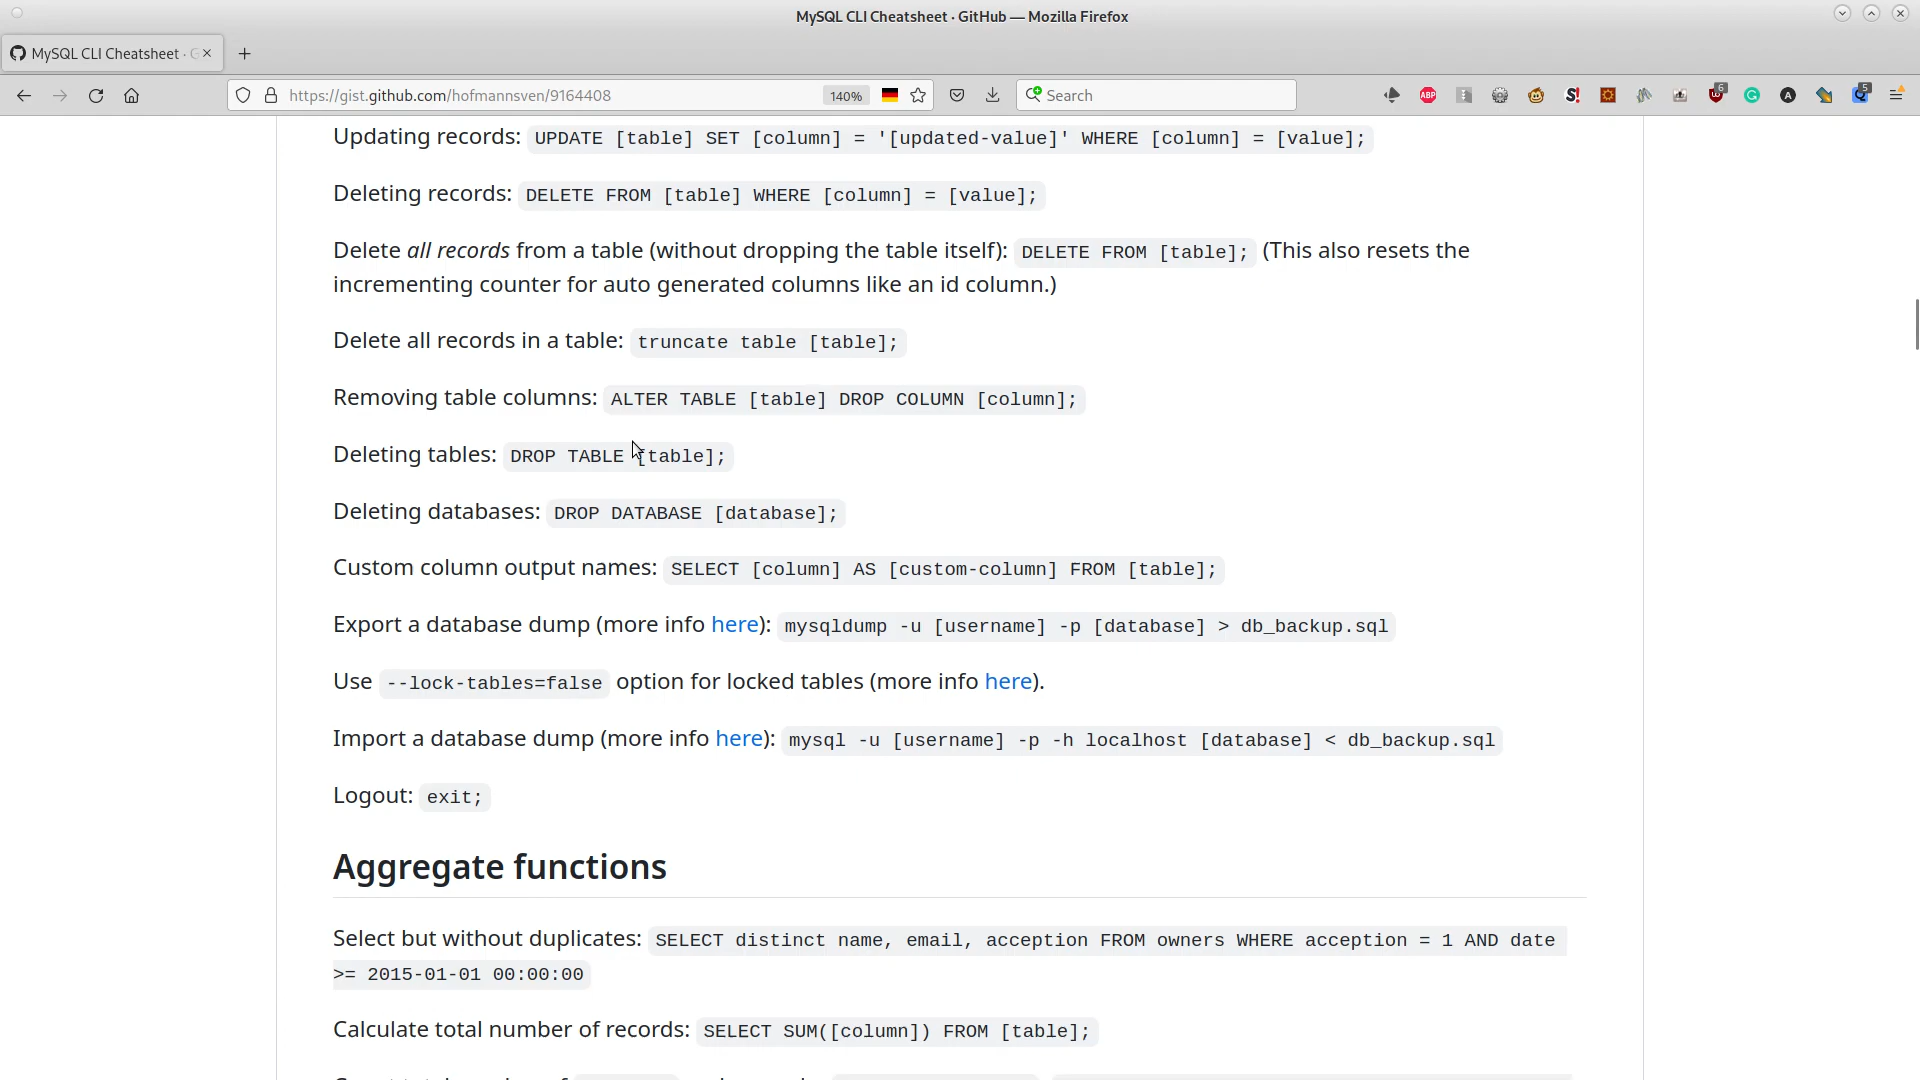 MySQL CLI Cheatsheet · GitHub — Mozilla Firefox
MySQL CLI Cheatsheet · G
https://gist.github.com/hofmannsven/9164408
140%
Search
ABP
S!
6
G
A
5
Updating records: UPDATE [table] SET [column] = '[updated-value]' WHERE [column] = [value];
Deleting records: DELETE FROM [table] WHERE [column] = [value];
Delete all records from a table (without dropping the table itself): DELETE FROM [table]; (This also resets the
incrementing counter for auto generated columns like an id column.)
Delete all records in a table: truncate table [table];
Removing table columns: ALTER TABLE [table] DROP COLUMN [column];
Deleting tables: DROP TABLE [table];
Deleting databases: DROP DATABASE [database];
Custom column output names: SELECT [column] AS [custom-column] FROM [table];
Export a database dump (more info here): mysqldump -u [username] -p [database] > db_backup.sql
Use --lock-tables=false option for locked tables (more info here).
Import a database dump (more info here): mysql -u [username] -p -h localhost [database] < db_backup.sql
Logout: exit;
Aggregate functions
Select but without duplicates: SELECT distinct name, email, acception FROM owners WHERE acception = 1 AND date
>= 2015-01-01 00:00:00
Calculate total number of records: SELECT SUM([column]) FROM [table];